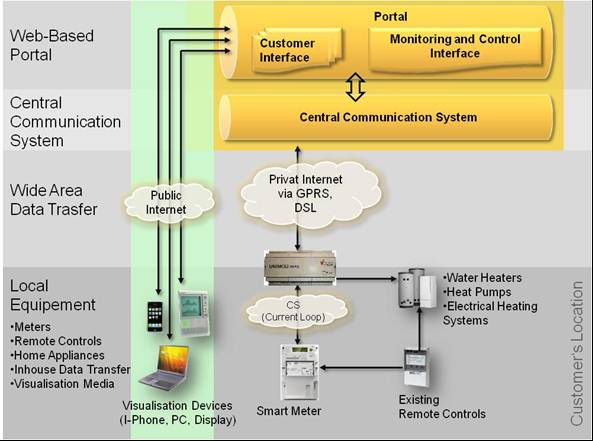 Web-Based
Portal
Portal
Customer
Interface
Monitoring and Control
Interface
Central
Communication
System
Central Communication System
Wide Area
Data Trasfer
Public
Internet
Privat Internet
via GPRS,
DSL
Local
Equipement
•Meters
•Remote Controls
•Home Appliances
•Inhouse Data Transfer
•Visualisation Media
CS
(Current Loop)
•Water Heaters
•Heat Pumps
•Electrical Heating
Systems
Visualisation Devices
(I-Phone, PC, Display)
Smart Meter
Existing
Remote Controls
Customer's Location